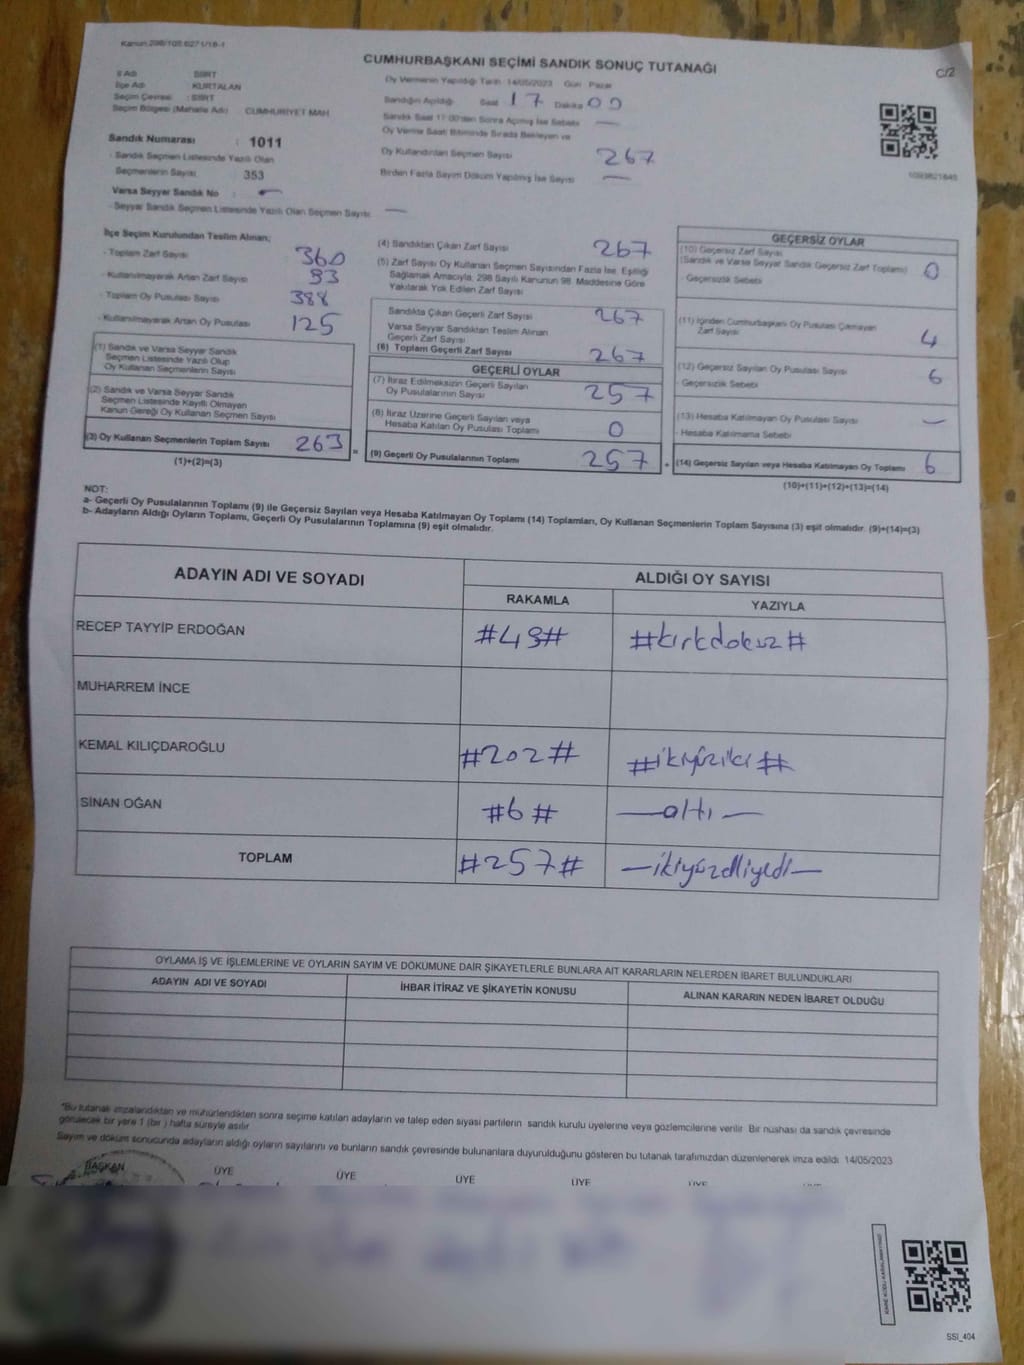 Kanun:298/105 6271/18-1
CUMHURBAŞKANI SEÇİMİ SANDIK SONUÇ TUTANAĞI
C/2
İl Adı : SİİRT
İlçe Adı : KURTALAN
Seçim Çevresi : SİİRT
Seçim Bölgesi (Mahalle Adı) : CUMHURİYET MAH
Oy Vermenin Yapıldığı Tarih 14/05/2023 Gün Pazar
Sandığın Açıldığı Saat 17 Dakika 00
Sandık Saat 17:00'den Sonra Açılmış İse Sebebi —
Oy Verme Saati Bitiminde Sırada Bekleyen ve
Oy Kullandırılan Seçmen Sayısı 267
Birden Fazla Sayım Döküm Yapılmış İse Sayısı —
Sandık Numarası : 1011
- Sandık Seçmen Listesinde Yazılı Olan
Seçmenlerin Sayısı : 353
Varsa Seyyar Sandık No : —
- Seyyar Sandık Seçmen Listesinde Yazılı Olan Seçmen Sayısı: —
İlçe Seçim Kurulundan Teslim Alınan;
- Toplam Zarf Sayısı 360
- Kullanılmayarak Artan Zarf Sayısı 93
- Toplam Oy Pusulası Sayısı 388
- Kullanılmayarak Artan Oy Pusulası 125
(1) Sandık ve Varsa Seyyar Sandık
Seçmen Listesinde Yazılı Olup
Oy Kullanan Seçmenlerin Sayısı
(2) Sandık ve Varsa Seyyar Sandık
Seçmen Listesinde Kayıtlı Olmayan
Kanun Gereği Oy Kullanan Seçmen Sayısı
(3) Oy Kullanan Seçmenlerin Toplam Sayısı 263
(1)+(2)=(3)
(4) Sandıktan Çıkan Zarf Sayısı 267
(5) Zarf Sayısı Oy Kullanan Seçmen Sayısından Fazla İse, Eşitliği
Sağlamak Amacıyla, 298 Sayılı Kanunun 98. Maddesine Göre
Yakılarak Yok Edilen Zarf Sayısı
Sandıkta Çıkan Geçerli Zarf Sayısı 267
Varsa Seyyar Sandıktan Teslim Alınan
Geçerli Zarf Sayısı
(6) Toplam Geçerli Zarf Sayısı 267
GEÇERLİ OYLAR
(7) İtiraz Edilmeksizin Geçerli Sayılan
Oy Pusulalarının Sayısı 257
(8) İtiraz Üzerine Geçerli Sayılan veya
Hesaba Katılan Oy Pusulası Toplamı 0
= (9) Geçerli Oy Pusulalarının Toplamı 257
GEÇERSİZ OYLAR
(10) Geçersiz Zarf Sayısı
(Sandık ve Varsa Seyyar Sandık Geçersiz Zarf Toplamı) 0
- Geçersizlik Sebebi
(11) İçinden Cumhurbaşkanı Oy Pusulası Çıkmayan
Zarf Sayısı 4
(12) Geçersiz Sayılan Oy Pusulası Sayısı 6
- Geçersizlik Sebebi
(13) Hesaba Katılmayan Oy Pusulası Sayısı —
- Hesaba Katılmama Sebebi
+ (14) Geçersiz Sayılan veya Hesaba Katılmayan Oy Toplamı 6
(10)+(11)+(12)+(13)=(14)
NOT:
a- Geçerli Oy Pusulalarının Toplamı (9) ile Geçersiz Sayılan veya Hesaba Katılmayan Oy Toplamı (14) Toplamları, Oy Kullanan Seçmenlerin Toplam Sayısına (3) eşit olmalıdır. (9)+(14)=(3)
b- Adayların Aldığı Oyların Toplamı, Geçerli Oy Pusulalarının Toplamına (9) eşit olmalıdır.
ADAYIN ADI VE SOYADI
ALDIĞI OY SAYISI
RAKAMLA YAZIYLA
RECEP TAYYİP ERDOĞAN #49# #kırkdokuz#
MUHARREM İNCE
KEMAL KILIÇDAROĞLU #202# #ikiyüziki#
SİNAN OĞAN #6# —altı—
TOPLAM #257# —ikiyüzelliyedi—
OYLAMA İŞ VE İŞLEMLERİNE VE OYLARIN SAYIM VE DÖKÜMÜNE DAİR ŞİKAYETLERLE BUNLARA AİT KARARLARIN NELERDEN İBARET BULUNDUKLARI
ADAYIN ADI VE SOYADI İHBAR İTİRAZ VE ŞİKAYETİN KONUSU ALINAN KARARIN NEDEN İBARET OLDUĞU
*Bu tutanak imzalandıktan ve mühürlendikten sonra seçime katılan adayların ve talep eden siyasi partilerin sandık kurulu üyelerine veya gözlemcilerine verilir. Bir nüshası da sandık çevresinde
görülecek bir yere 1 (bir) hafta süreyle asılır.
Sayım ve döküm sonucunda adayların aldığı oyların sayılarını ve bunların sandık çevresinde bulunanlara duyurulduğunu gösteren bu tutanak tarafımızdan düzenlenerek imza edildi. 14/05/2023
BAŞKAN ÜYE ÜYE ÜYE ÜYE ÜYE
SSİ_404